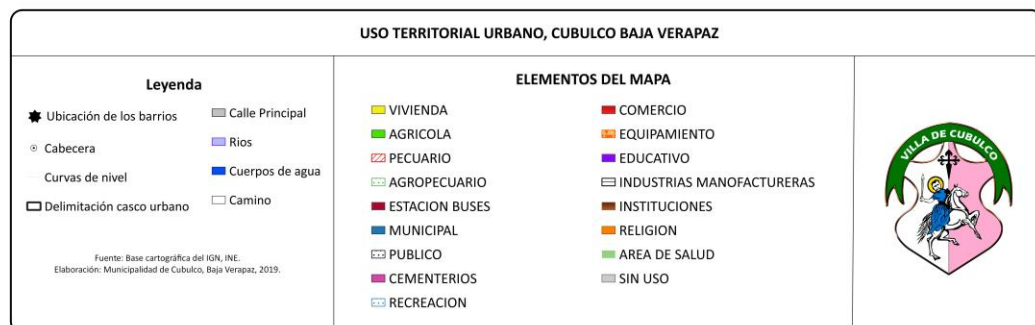 USO TERRITORIAL URBANO, CUBULCO BAJA VERAPAZ
Leyenda
Ubicación de los barrios
Cabecera
Curvas de nivel
Delimitación casco urbano
Calle Principal
Rios
Cuerpos de agua
Camino
Fuente: Base cartográfica del IGN, INE.
Elaboración: Municipalidad de Cubulco, Baja Verapaz, 2019.
ELEMENTOS DEL MAPA
VIVIENDA
AGRICOLA
PECUARIO
AGROPECUARIO
ESTACION BUSES
MUNICIPAL
PUBLICO
CEMENTERIOS
RECREACION
COMERCIO
EQUIPAMIENTO
EDUCATIVO
INDUSTRIAS MANOFACTURERAS
INSTITUCIONES
RELIGION
AREA DE SALUD
SIN USO
VILLA DE CUBULCO